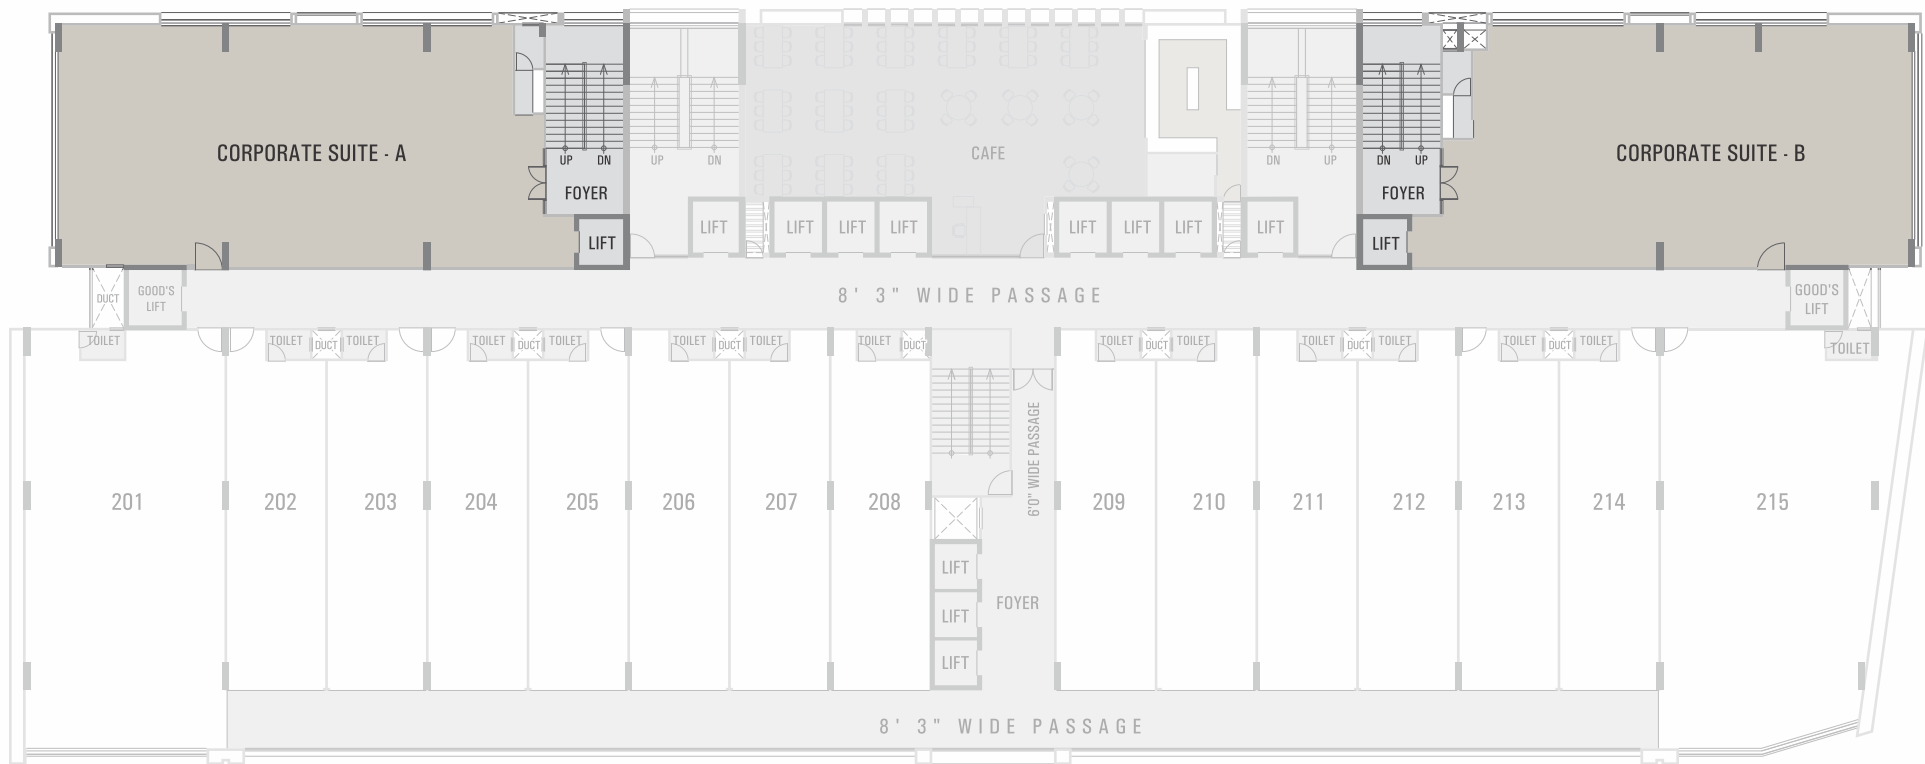 CORPORATE SUITE - A
UP DN
FOYER
LIFT
UP DN
CAFE
DN UP
DN UP
FOYER
LIFT
X X
CORPORATE SUITE - B
LIFT
LIFT LIFT LIFT
LIFT LIFT LIFT
LIFT
DUCT
GOOD'S
LIFT
8' 3" WIDE PASSAGE
GOOD'S
LIFT
TOILET
TOILET DUCT TOILET
TOILET DUCT TOILET
TOILET DUCT TOILET
TOILET DUCT
TOILET DUCT TOILET
TOILET DUCT TOILET
TOILET DUCT TOILET
TOILET
6'0" WIDE PASSAGE
201 202 203 204 205 206 207 208 209 210 211 212 213 214 215
LIFT
LIFT
LIFT
FOYER
8' 3" WIDE PASSAGE